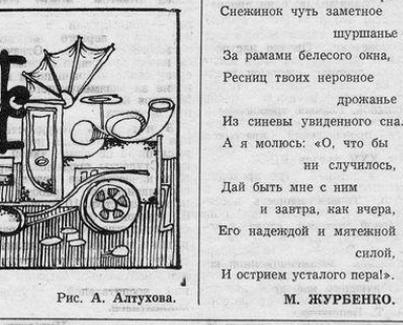 Снежинок чуть заметное
шуршанье
За рамами белесого окна,
Ресниц твоих неровное
дрожанье
Из синевы увиденного сна.
А я молюсь: «О, что бы
ни случилось,
Дай быть мне с ним
и завтра, как вчера,
Его надеждой и мятежной
силой,
И острием усталого пера!».
М. ЖУРБЕНКО.
Рис. А. Алтухова.